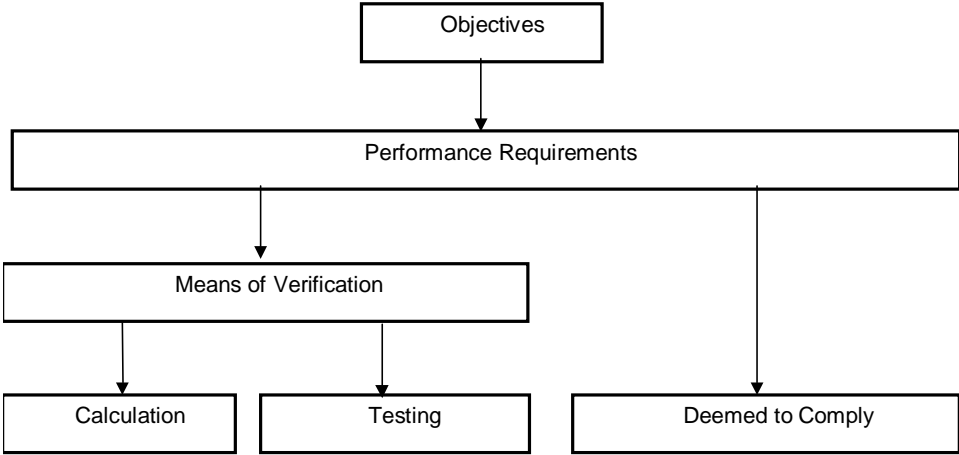 Objectives
Performance Requirements
Means of Verification
Calculation
Testing
Deemed to Comply